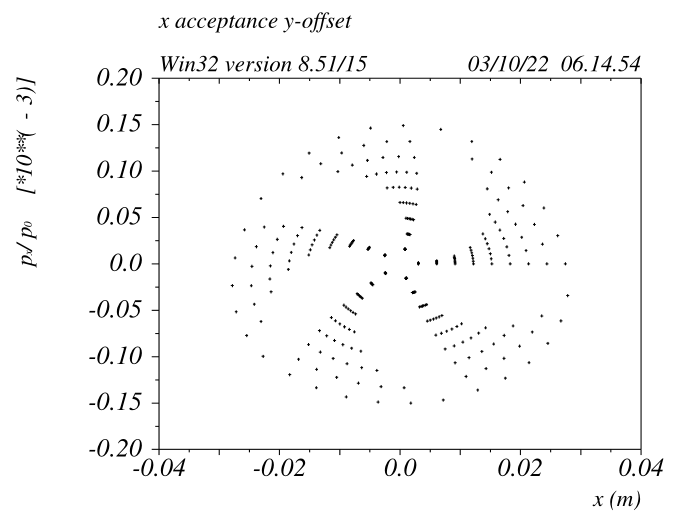 x acceptance y-offset
Win32 version 8.51/15 03/10/22 06.14.54
pₓ/ p₀ [*10**( - 3)]
0.20
0.15
0.10
0.05
0.0
-0.05
-0.10
-0.15
-0.20
-0.04 -0.02 0.0 0.02 0.04
x (m)